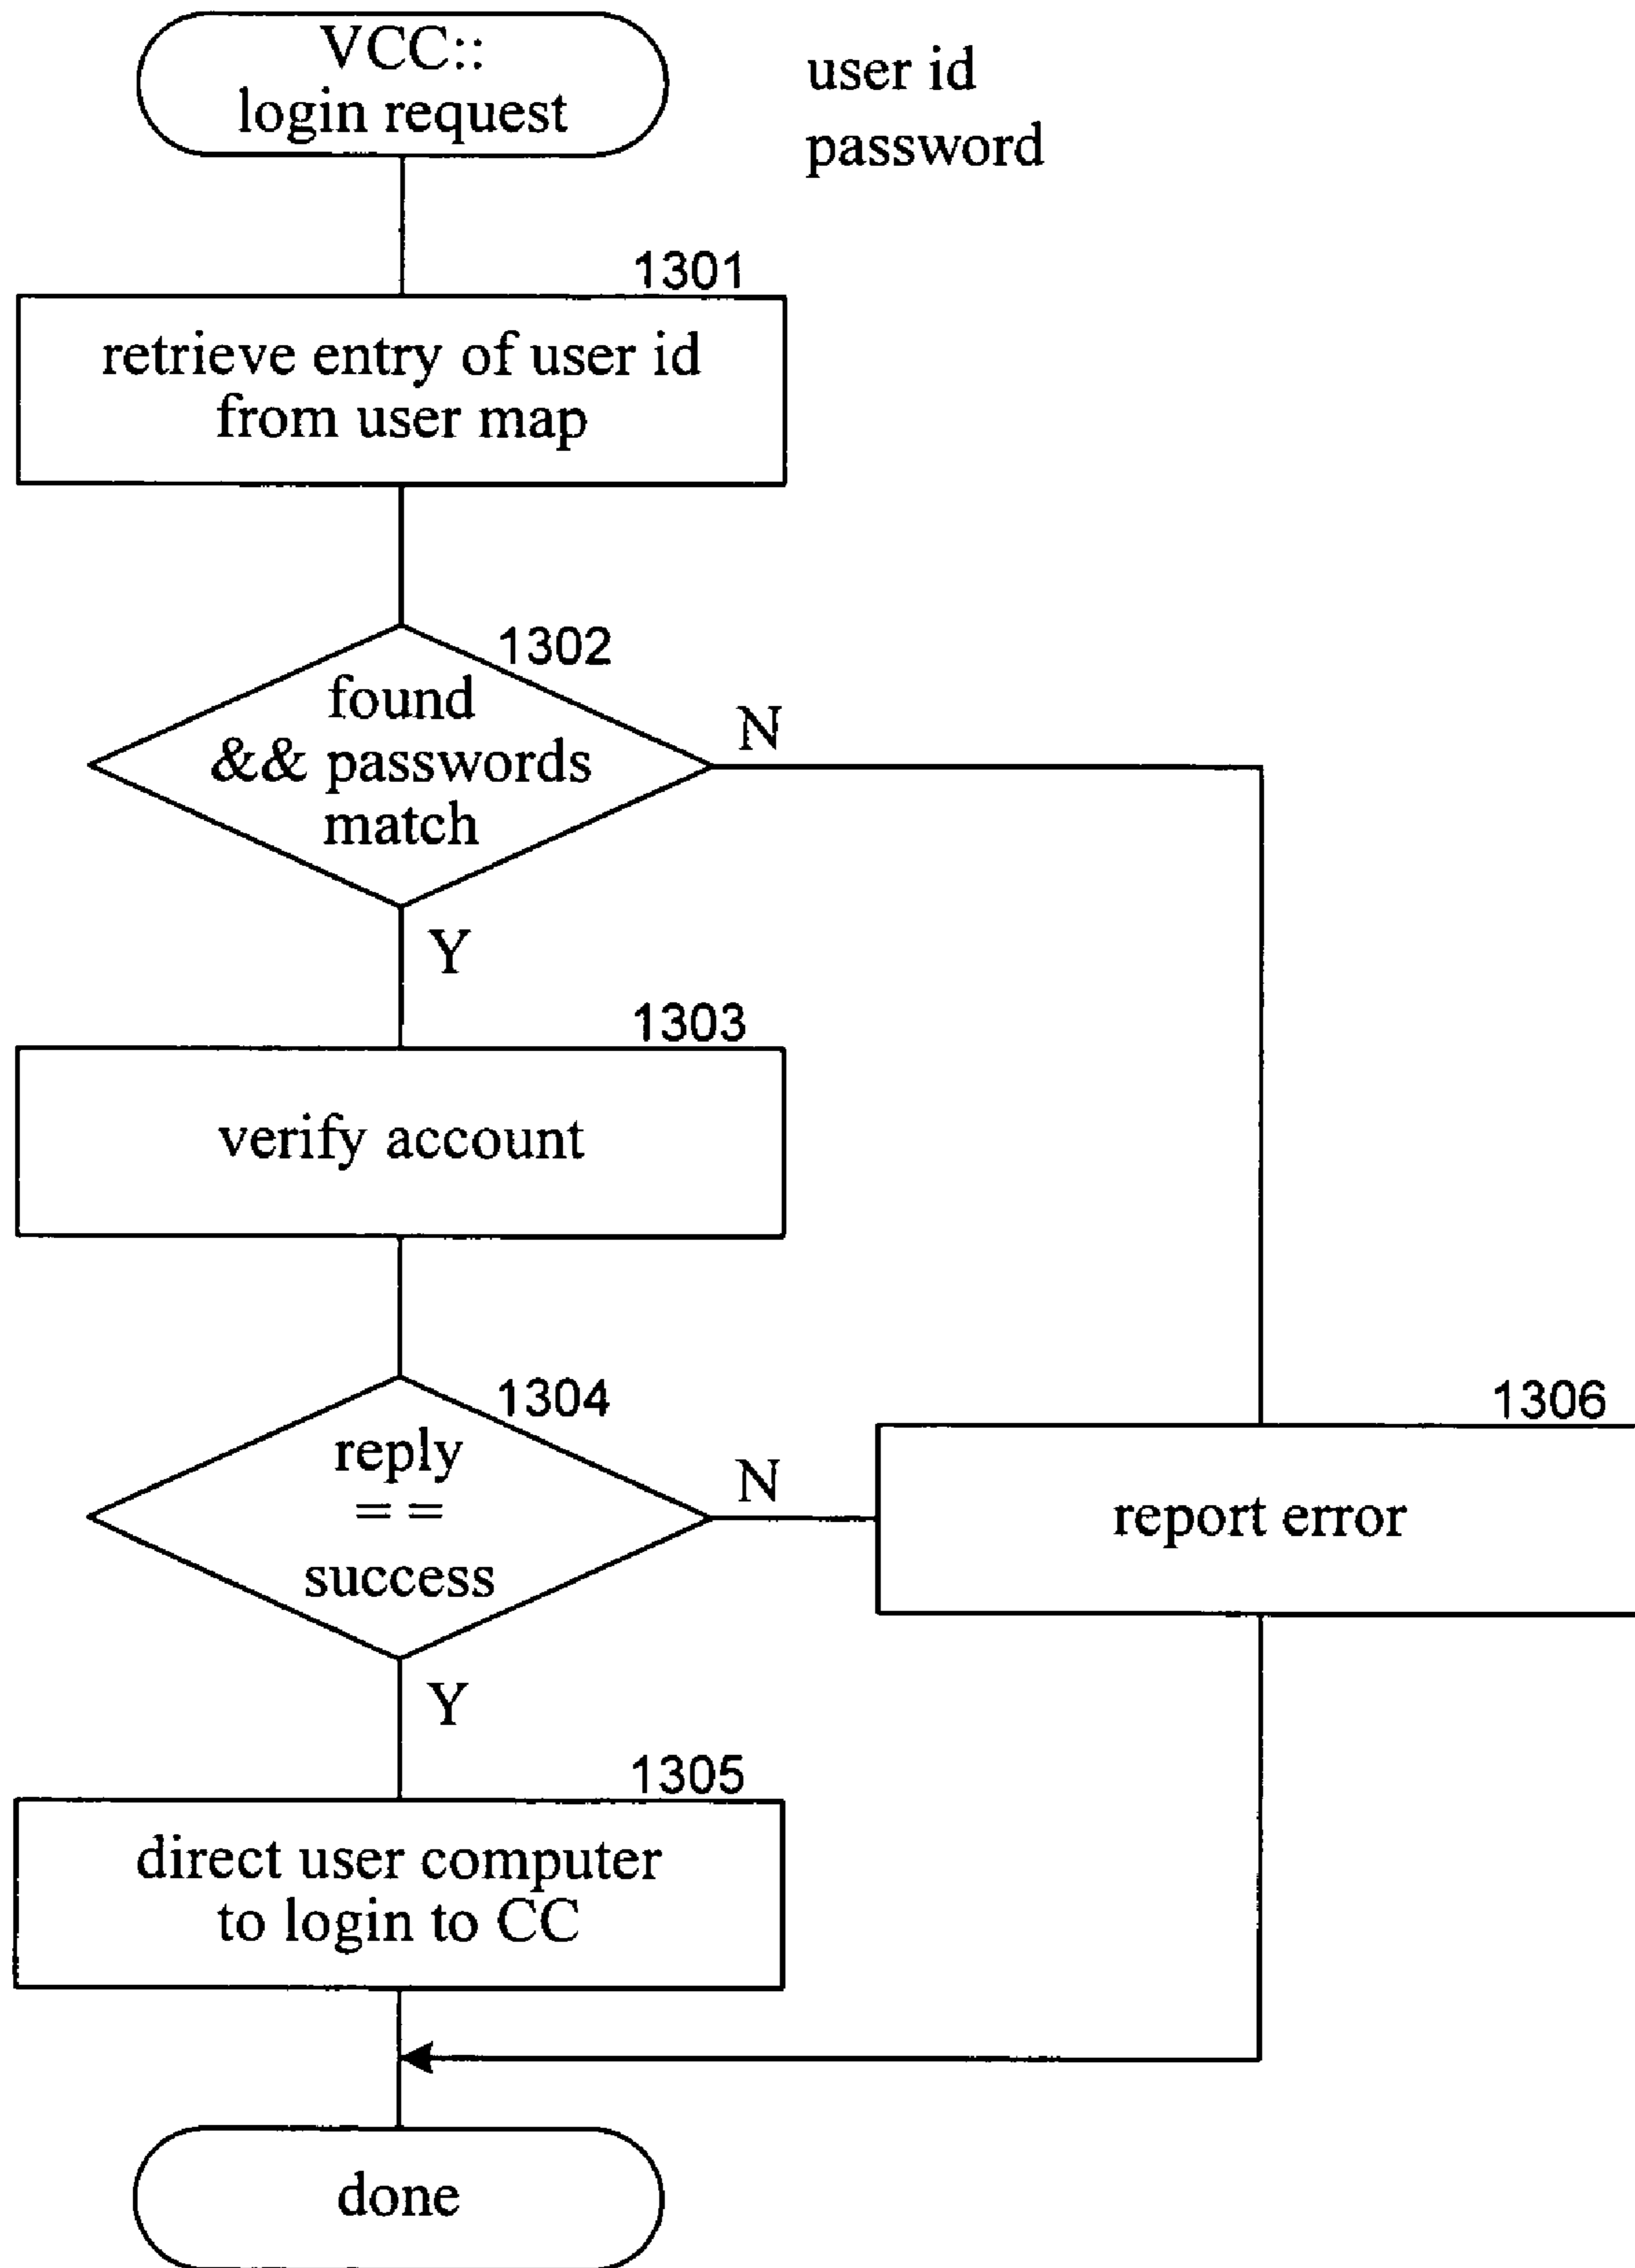 VCC::
login request
user id
password
1301
retrieve entry of user id
from user map
1302
found
&& passwords
match
N
Y
1303
verify account
1304
reply
= =
success
N
1306
report error
Y
1305
direct user computer
to login to CC
done